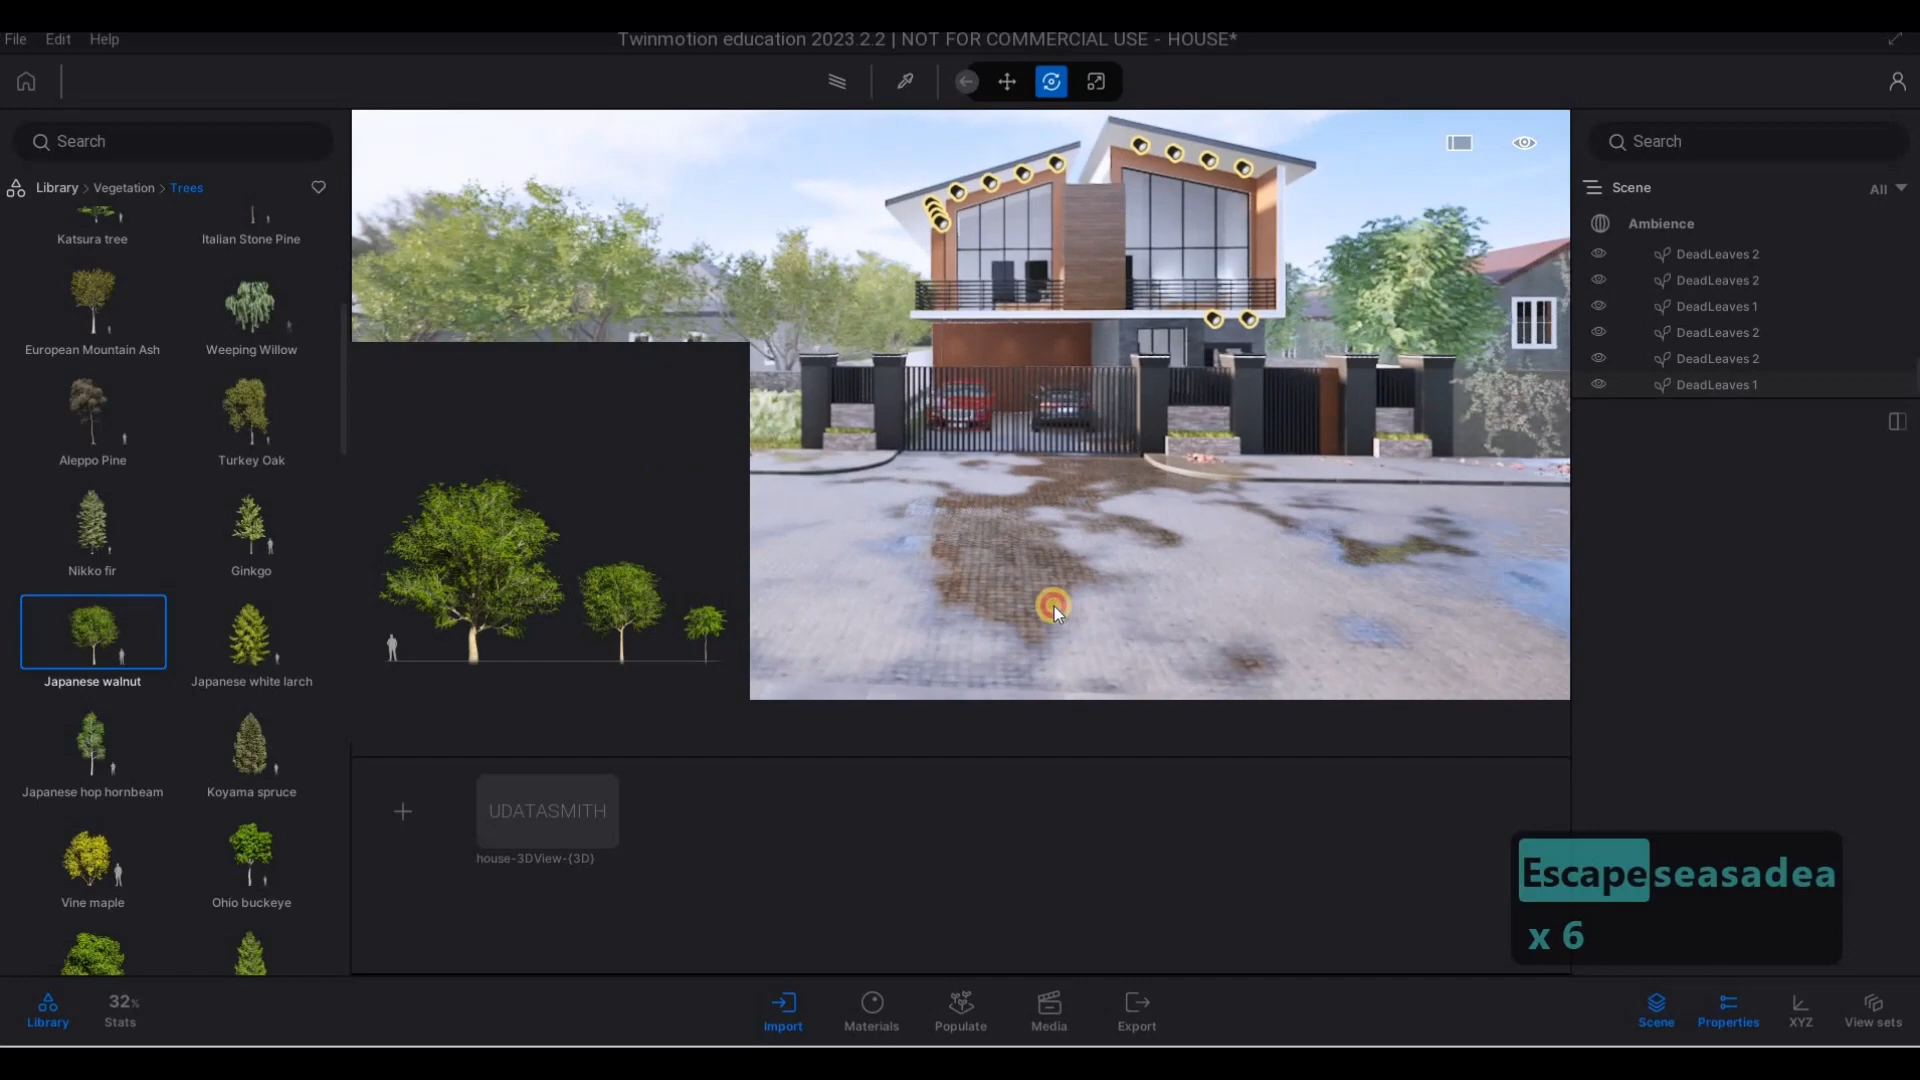 File Edit Help
Twinmotion education 2023.2.2 | NOT FOR COMMERCIAL USE - HOUSE*
Search
Library > Vegetation > Trees
Katsura tree
Italian Stone Pine
European Mountain Ash
Weeping Willow
Aleppo Pine
Turkey Oak
Nikko fir
Ginkgo
Japanese walnut
Japanese white larch
Japanese hop hornbeam
Koyama spruce
Vine maple
Ohio buckeye
Search
Scene
All
Ambience
DeadLeaves 2
DeadLeaves 2
DeadLeaves 1
DeadLeaves 2
DeadLeaves 2
DeadLeaves 1
UDATASMITH
house-3DView-{3D}
Escape seasadea
x 6
Library
32%
Stats
Import
Materials
Populate
Media
Export
Scene
Properties
XYZ
View sets